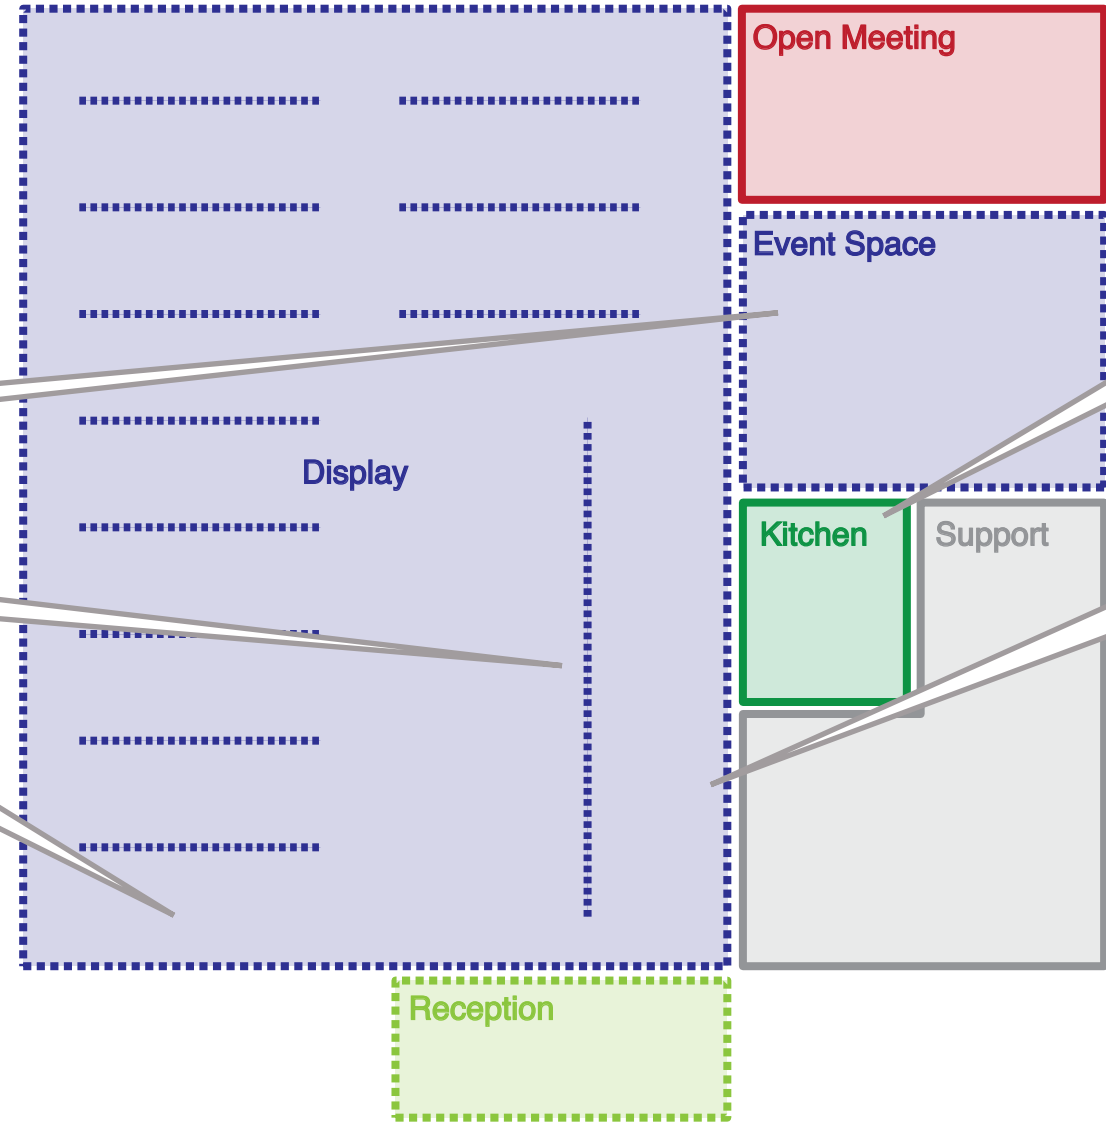 Open Meeting
Event Space
Display
Kitchen
Support
Reception